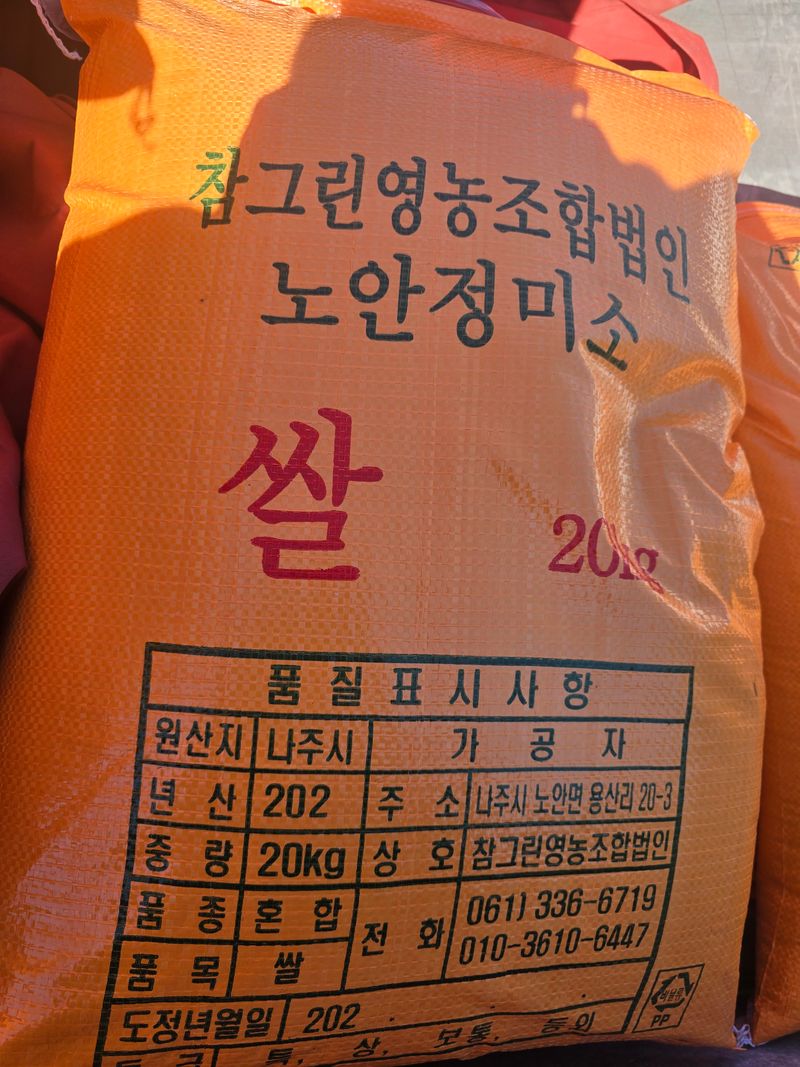 참그린영농조합법인
노안정미소
쌀
20kg
품질표시사항
원산지 나주시 가공자
년산 202 주소 나주시 노안면 용산리 20-3
중량 20kg 상호 참그린영농조합법인
품종 혼합 전화 061) 336-6719
010-3610-6447
품목 쌀
도정년월일 202 . .
특, 상, 보통, 등외
비닐류
PP